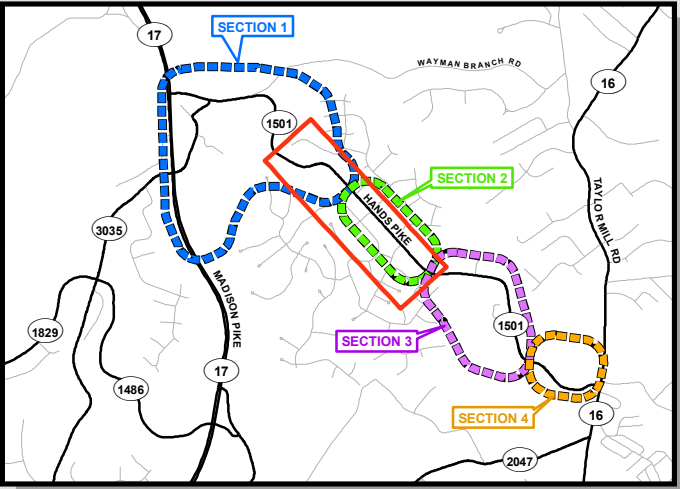 SECTION 1
17
WAYMAN BRANCH RD
16
1501
SECTION 2
HANDS PIKE
TAYLOR MILL RD
3035
MADISON PIKE
1829
SECTION 3
1501
17
1486
SECTION 4
16
2047